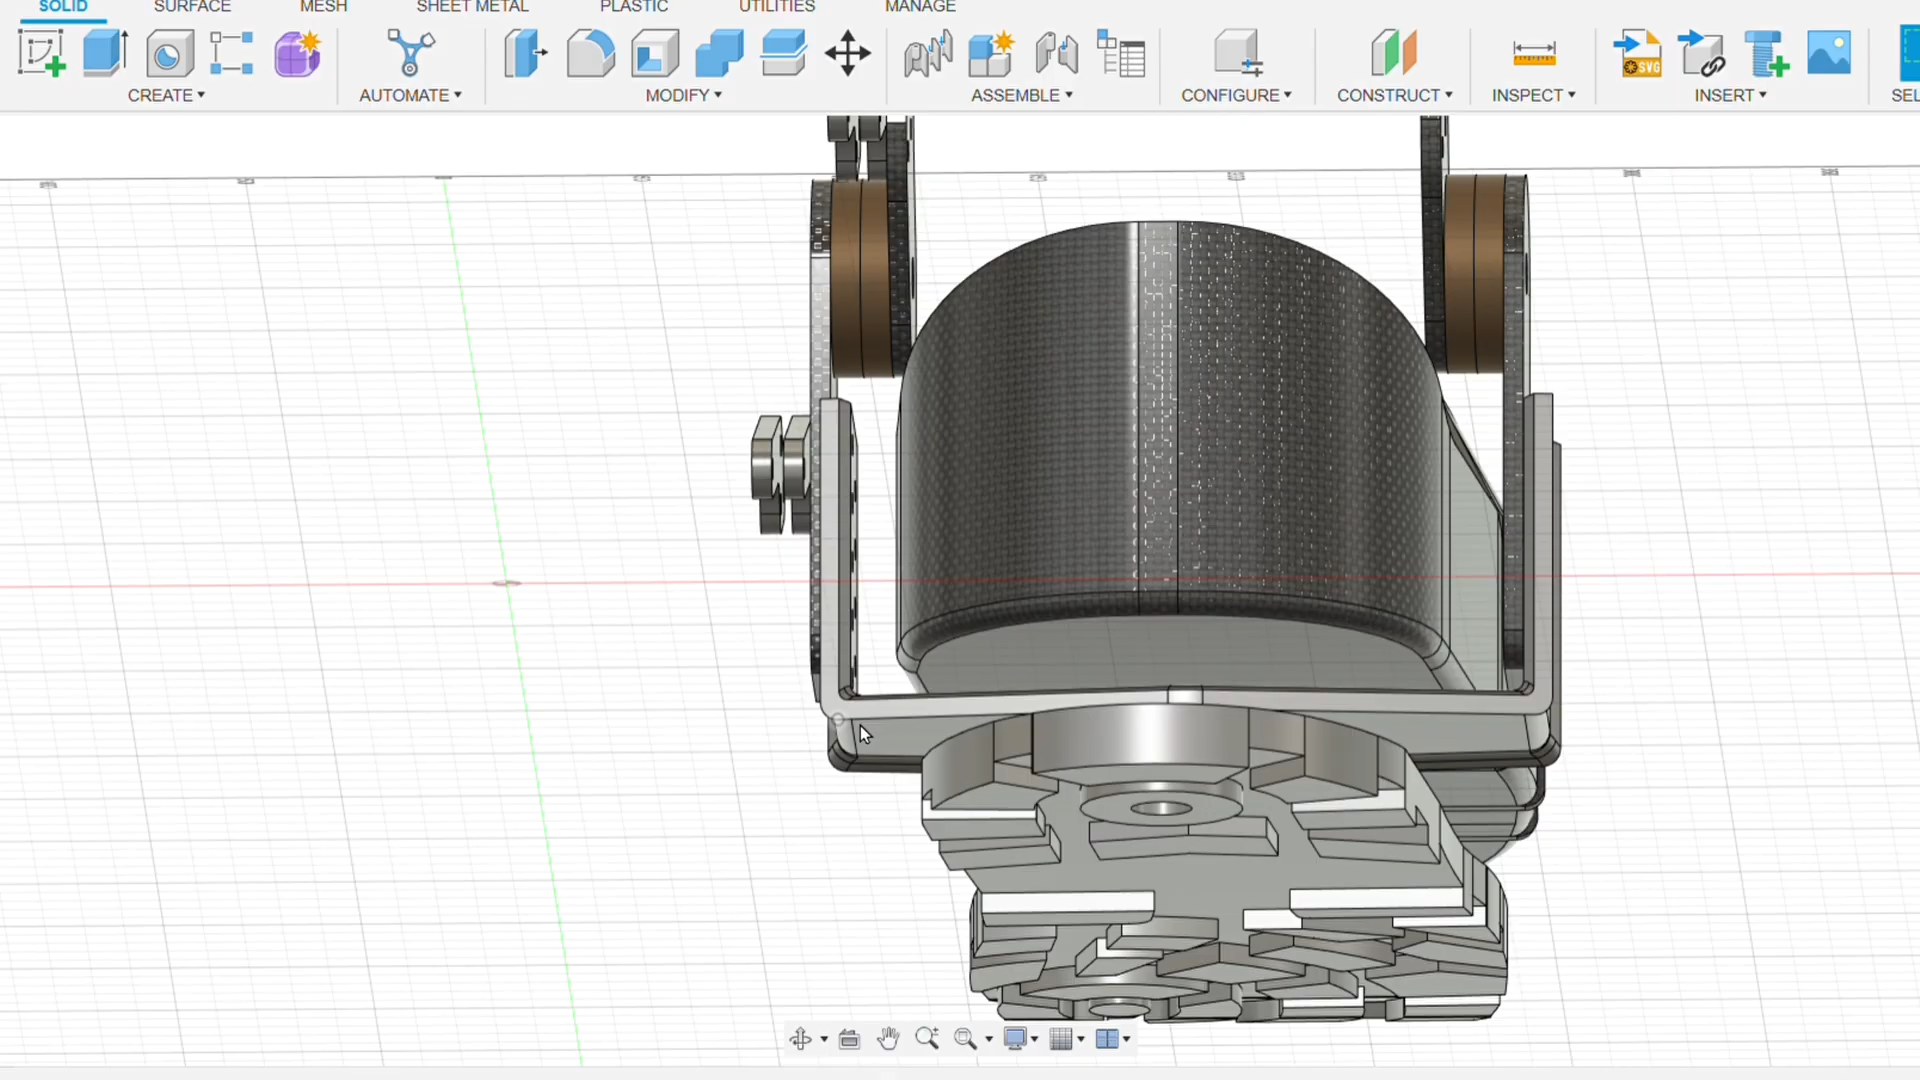 SOLID SURFACE MESH SHEET METAL PLASTIC UTILITIES MANAGE
SVG
CREATE AUTOMATE MODIFY ASSEMBLE CONFIGURE CONSTRUCT INSPECT INSERT SEL